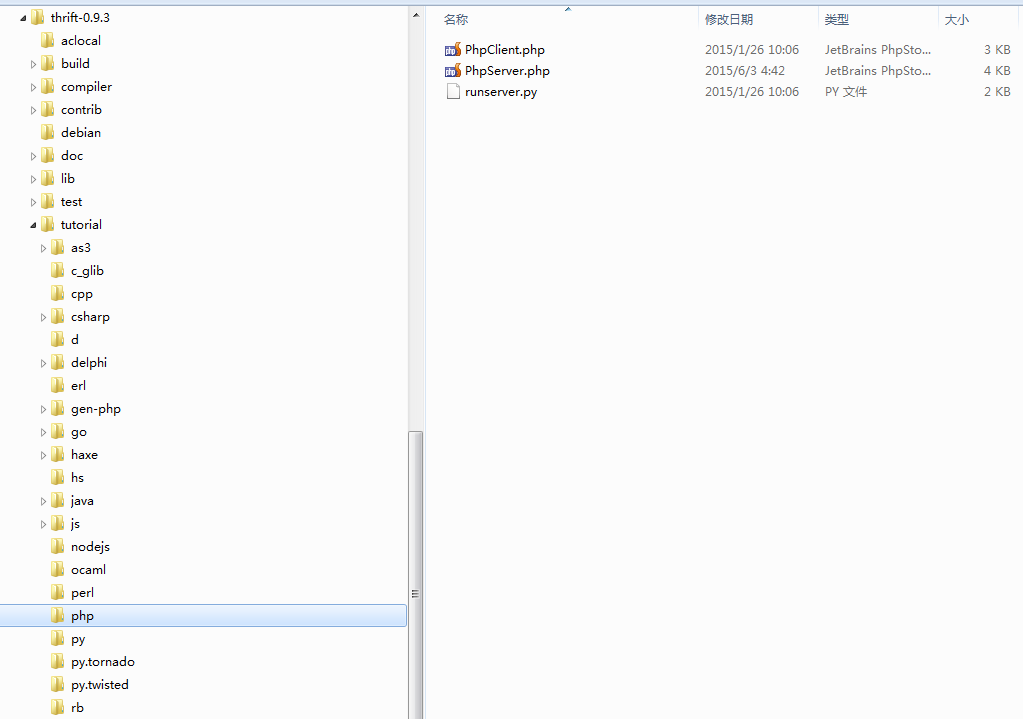 thrift-0.9.3
aclocal
build
compiler
contrib
debian
doc
lib
test
tutorial
as3
c_glib
cpp
csharp
d
delphi
erl
gen-php
go
haxe
hs
java
js
nodejs
ocaml
perl
php
py
py.tornado
py.twisted
rb
名称 修改日期 类型 大小
PhpClient.php 2015/1/26 10:06 JetBrains PhpSto... 3 KB
PhpServer.php 2015/6/3 4:42 JetBrains PhpSto... 4 KB
runserver.py 2015/1/26 10:06 PY 文件 2 KB